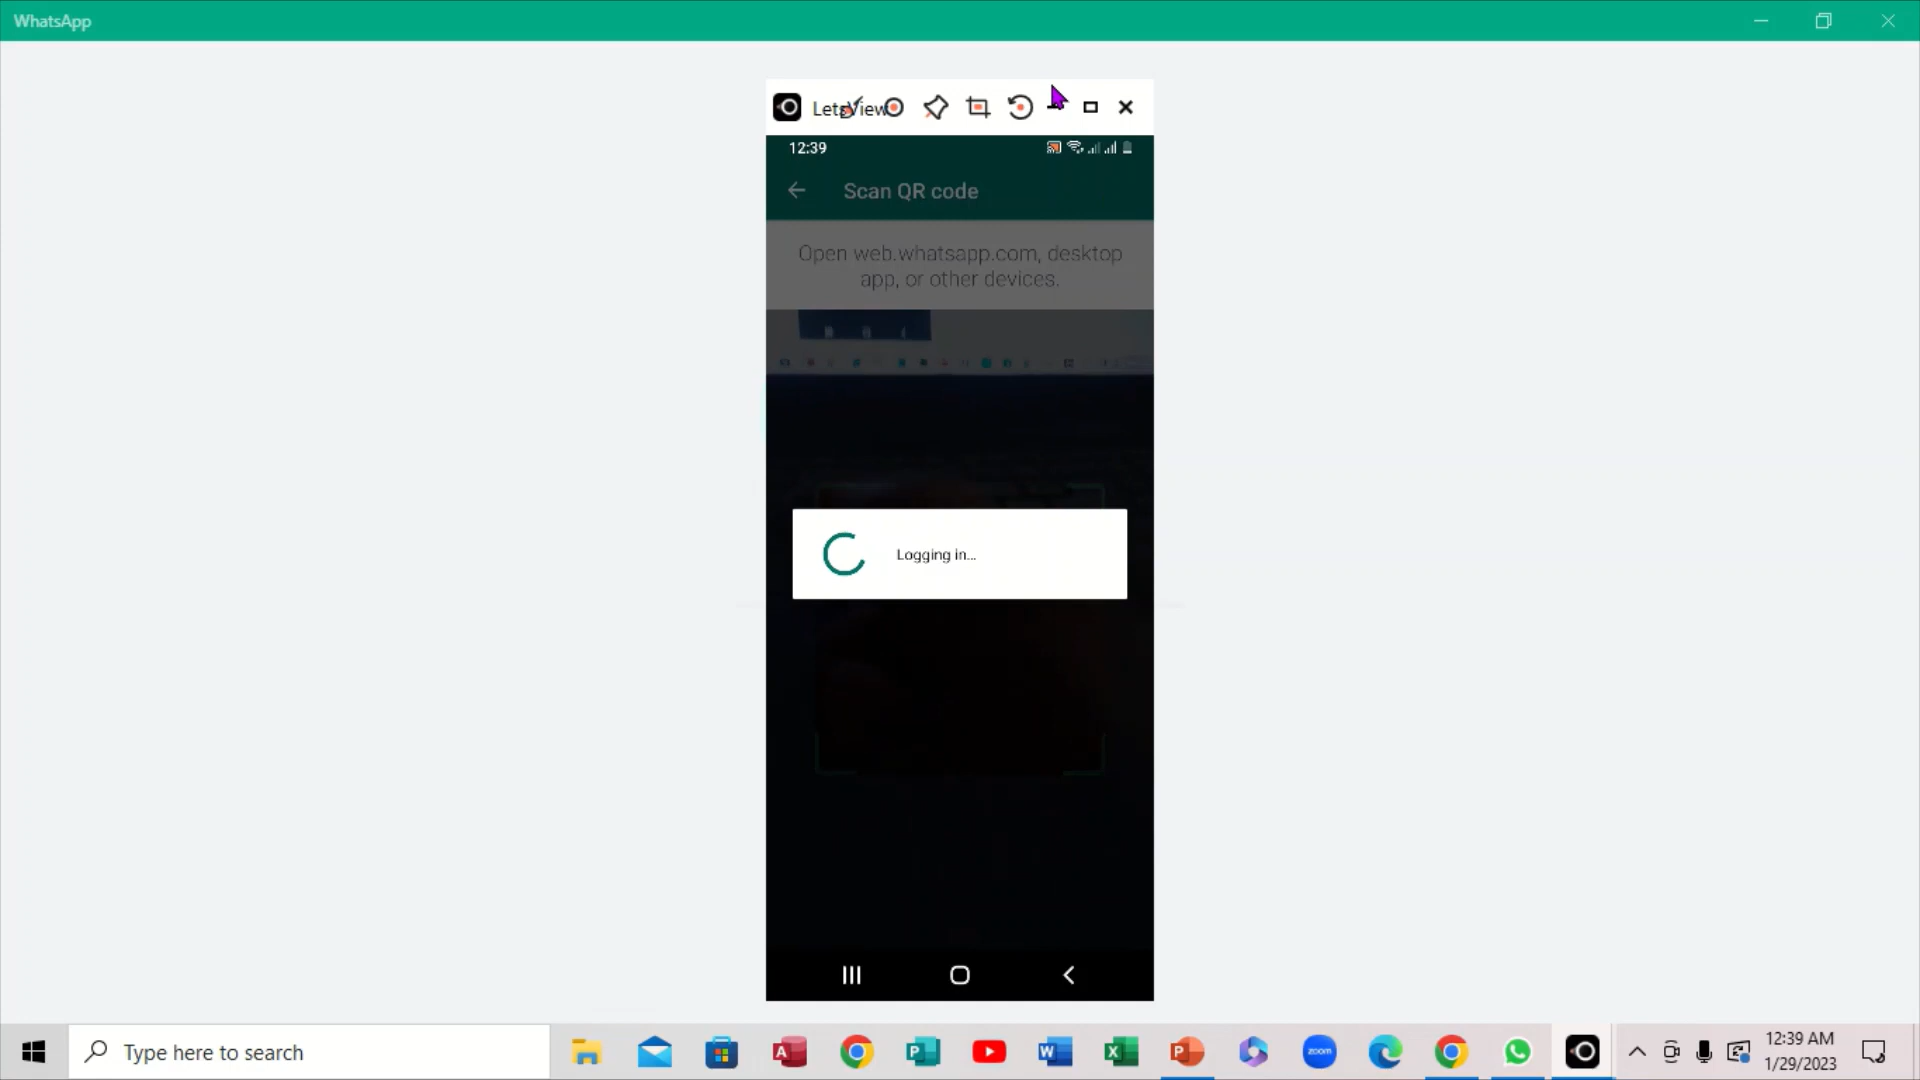 WhatsApp
LetsView
12:39
Scan QR code
Open web.whatsapp.com, desktop
app, or other devices.
Logging in...
Type here to search
A
P
W
X
P
zoom
12:39 AM
1/29/2023